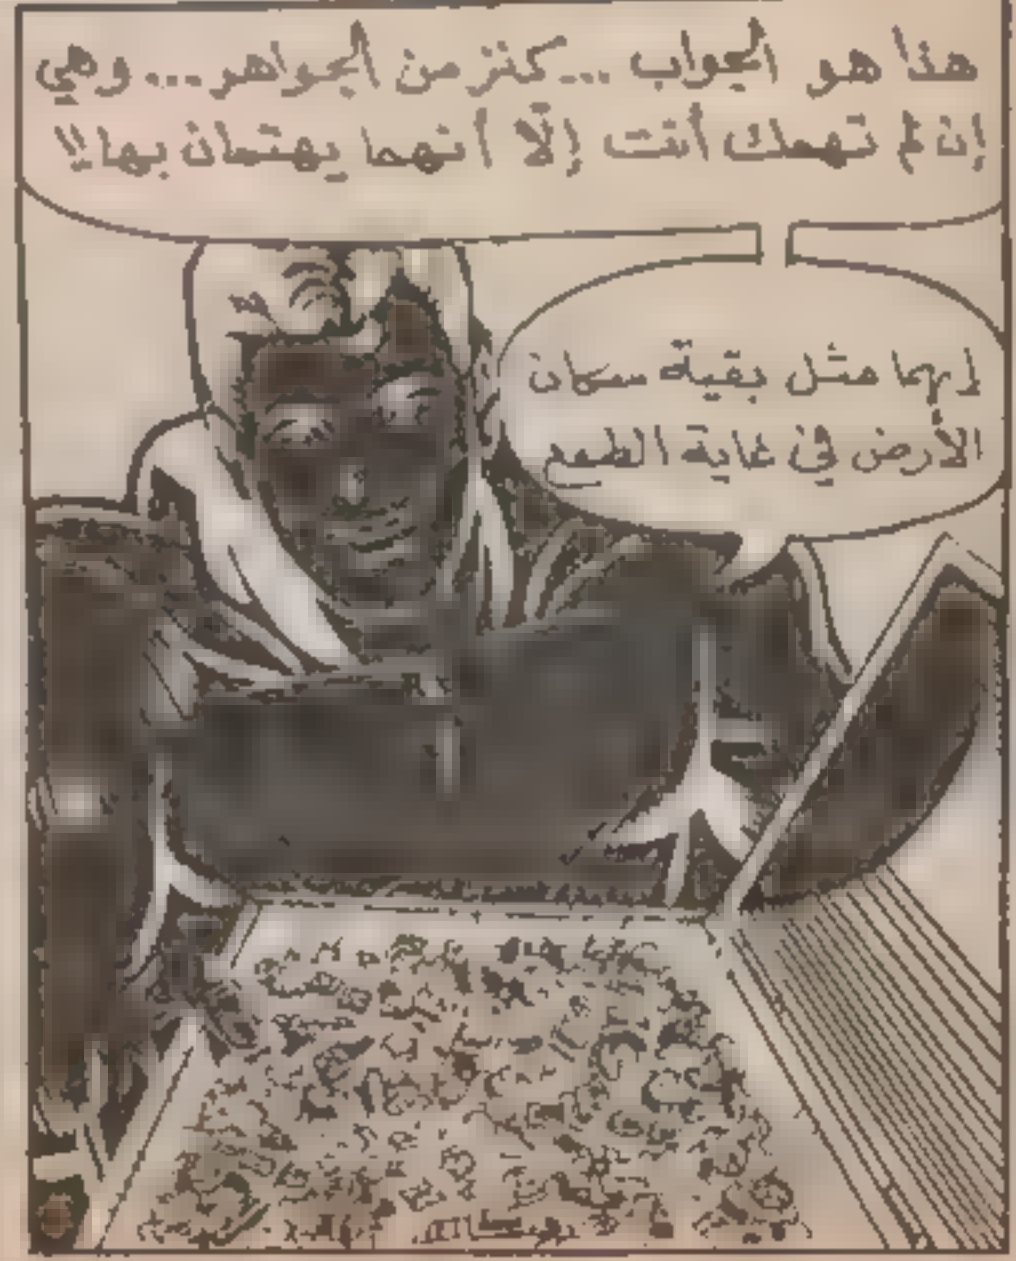 هذا هو الجواب ... كنز من الجواهر ... وهي
إن لم تهمك أنت إلّا أنهما يهتمان بها!!
إنهما مثل بقية سكان
الأرض في غاية الطمع